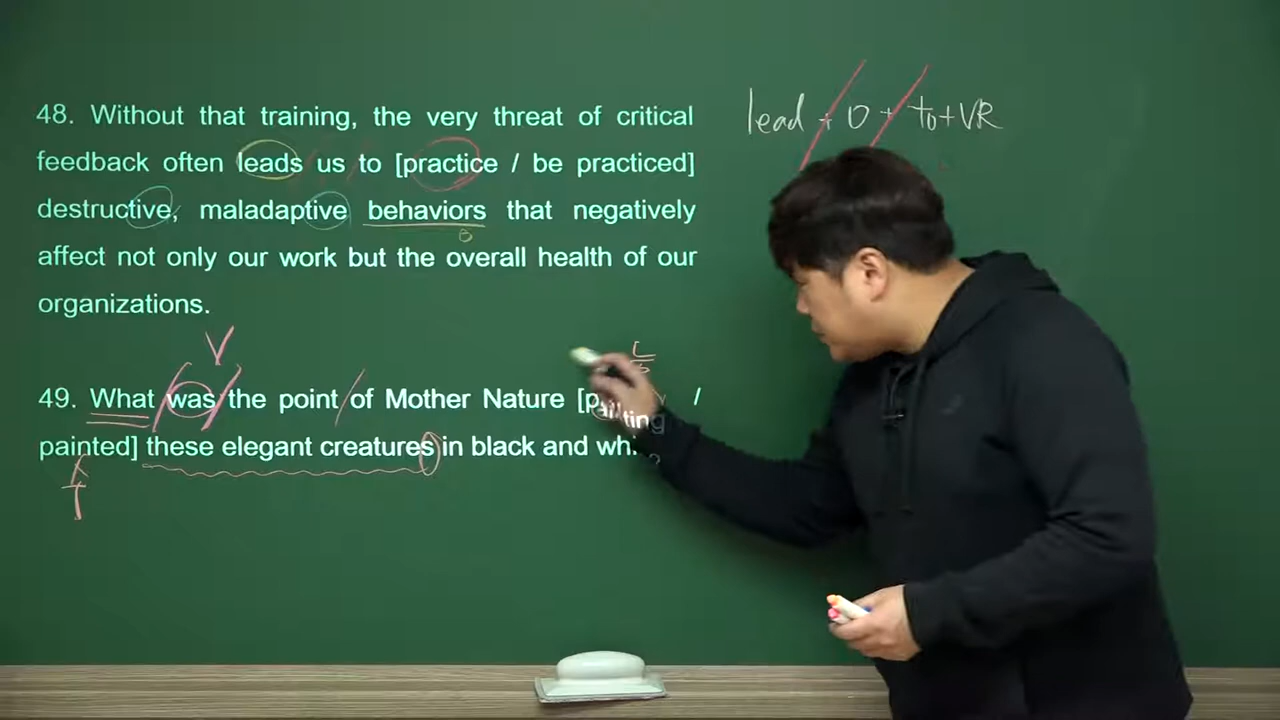 48. Without that training, the very threat of critical
feedback often leads us to [practice / be practiced]
destructive, maladaptive behaviors that negatively
affect not only our work but the overall health of our
organizations.
49. What was the point of Mother Nature [painting /
painted] these elegant creatures in black and
lead + O + to + VR
V